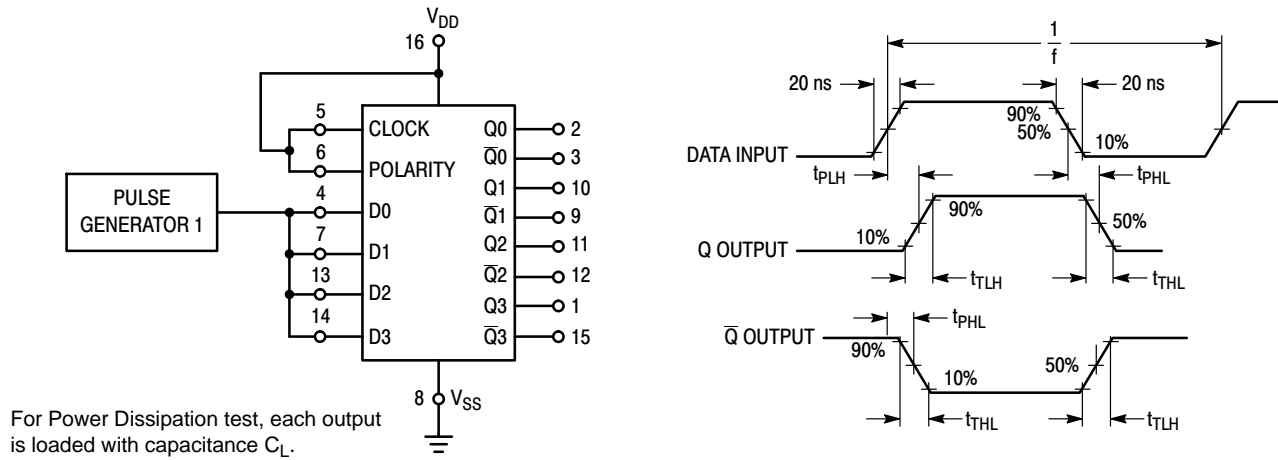 V_DD
16
5
CLOCK
6
POLARITY
PULSE
GENERATOR 1
4
D0
7
D1
13
D2
14
D3
Q0
2
Q̅0
3
Q1
10
Q̅1
9
Q2
11
Q̅2
12
Q3
1
Q̅3
15
8
V_SS
For Power Dissipation test, each output
is loaded with capacitance C_L.
1
f
20 ns
20 ns
90%
50%
10%
DATA INPUT
t_PLH
t_PHL
90%
50%
10%
Q OUTPUT
t_TLH
t_THL
t_PHL
Q̅ OUTPUT
90%
10%
50%
t_THL
t_TLH